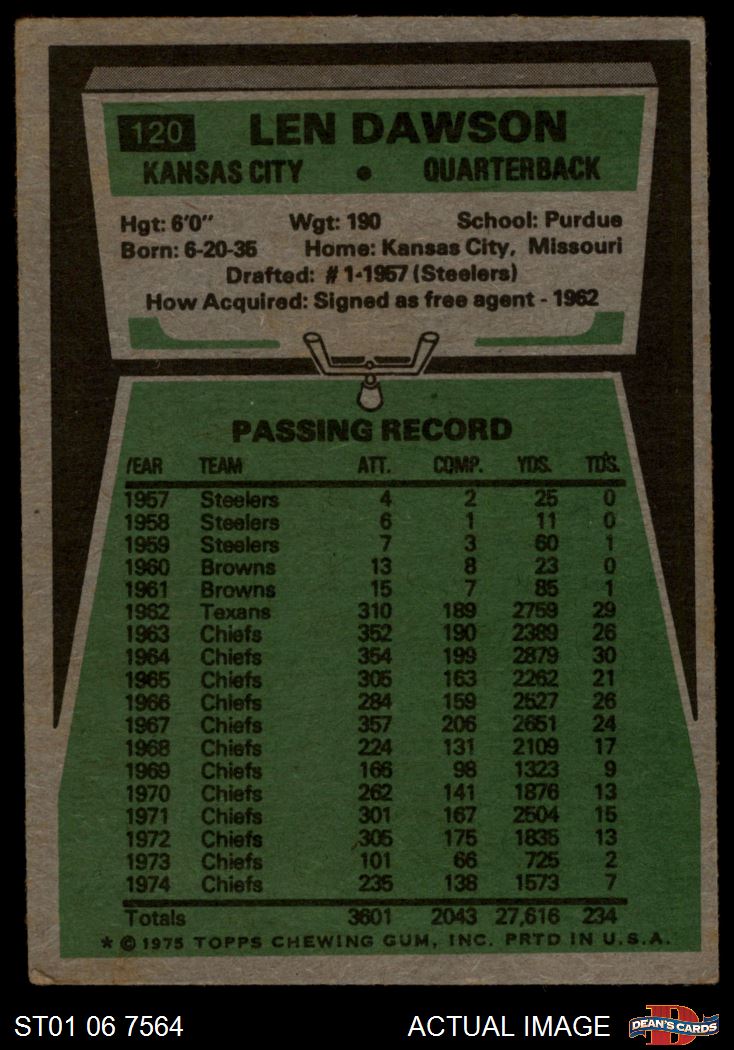 120 LEN DAWSON
KANSAS CITY • QUARTERBACK
Hgt: 6'0" Wgt: 190 School: Purdue
Born: 6-20-35 Home: Kansas City, Missouri
Drafted: #1-1957 (Steelers)
How Acquired: Signed as free agent - 1962
PASSING RECORD
YEAR TEAM ATT. COMP. YDS. TD'S.
1957 Steelers 4 2 25 0
1958 Steelers 6 1 11 0
1959 Steelers 7 3 60 1
1960 Browns 13 8 23 0
1961 Browns 15 7 85 1
1962 Texans 310 189 2759 29
1963 Chiefs 352 190 2389 26
1964 Chiefs 354 199 2879 30
1965 Chiefs 305 163 2262 21
1966 Chiefs 284 159 2527 26
1967 Chiefs 357 206 2651 24
1968 Chiefs 224 131 2109 17
1969 Chiefs 166 98 1323 9
1970 Chiefs 262 141 1876 13
1971 Chiefs 301 167 2504 15
1972 Chiefs 305 175 1835 13
1973 Chiefs 101 66 725 2
1974 Chiefs 235 138 1573 7
Totals 3601 2043 27,616 234
* © 1975 TOPPS CHEWING GUM, INC. PRTD IN U.S.A.
ST01 06 7564 ACTUAL IMAGE DEAN'S CARDS